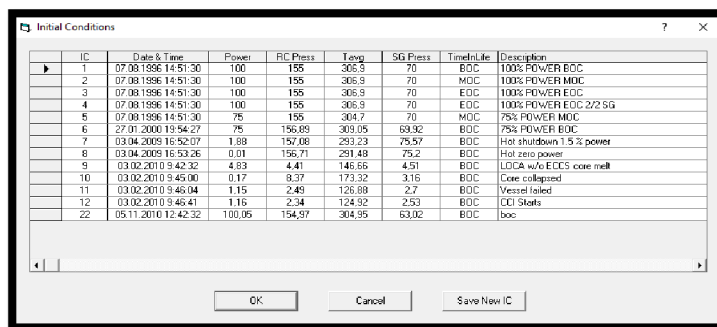 Initial Conditions ? ×
IC Date & Time Power RC Press Tavg SG Press TimeInLife Description
1 07.08.1996 14:51:30 100 155 306,9 70 BOC 100% POWER BOC
2 07.08.1996 14:51:30 100 155 306,9 70 MOC 100% POWER MOC
3 07.08.1996 14:51:30 100 155 306,9 70 EOC 100% POWER EOC
4 07.08.1996 14:51:30 100 155 306,9 70 EOC 100% POWER EOC 2/2 SG
5 07.08.1996 14:51:30 75 155 304,7 70 MOC 75% POWER MOC
6 27.01.2000 19:54:27 75 156,89 309,05 69,92 BOC 75% POWER BOC
7 03.04.2009 16:52:07 1,88 157,08 293,23 75,57 BOC Hot shutdown 1.5 % power
8 03.04.2009 16:53:26 0,01 156,71 291,48 75,2 BOC Hot zero power
9 03.02.2010 9:42:32 4,83 4,41 146,66 4,51 BOC LOCA w/o ECCS core melt
10 03.02.2010 9:45:00 0,17 8,37 173,32 3,16 BOC Core collapsed
11 03.02.2010 9:46:04 1,15 2,49 126,88 2,7 BOC Vessel failed
12 03.02.2010 9:46:41 1,16 2,34 124,92 2,53 BOC CCI Starts
22 05.11.2010 12:42:32 100,05 154,97 304,95 63,02 BOC boc
OK Cancel Save New IC